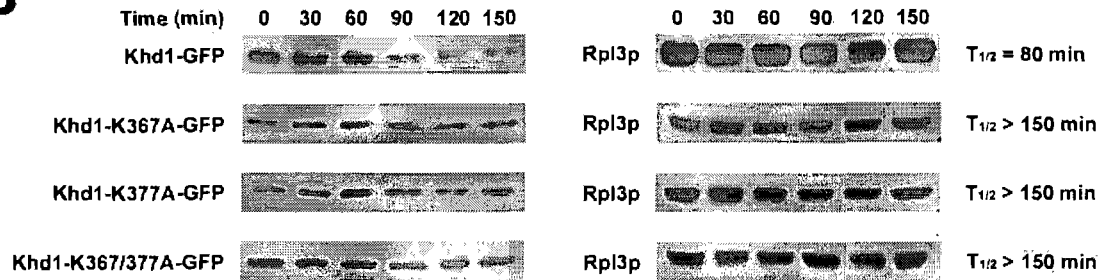 Time (min) 0 30 60 90 120 150 0 30 60 90 120 150
Khd1-GFP Rpl3p T1/2 = 80 min
Khd1-K367A-GFP Rpl3p T1/2 > 150 min
Khd1-K377A-GFP Rpl3p T1/2 > 150 min
Khd1-K367/377A-GFP Rpl3p T1/2 > 150 min